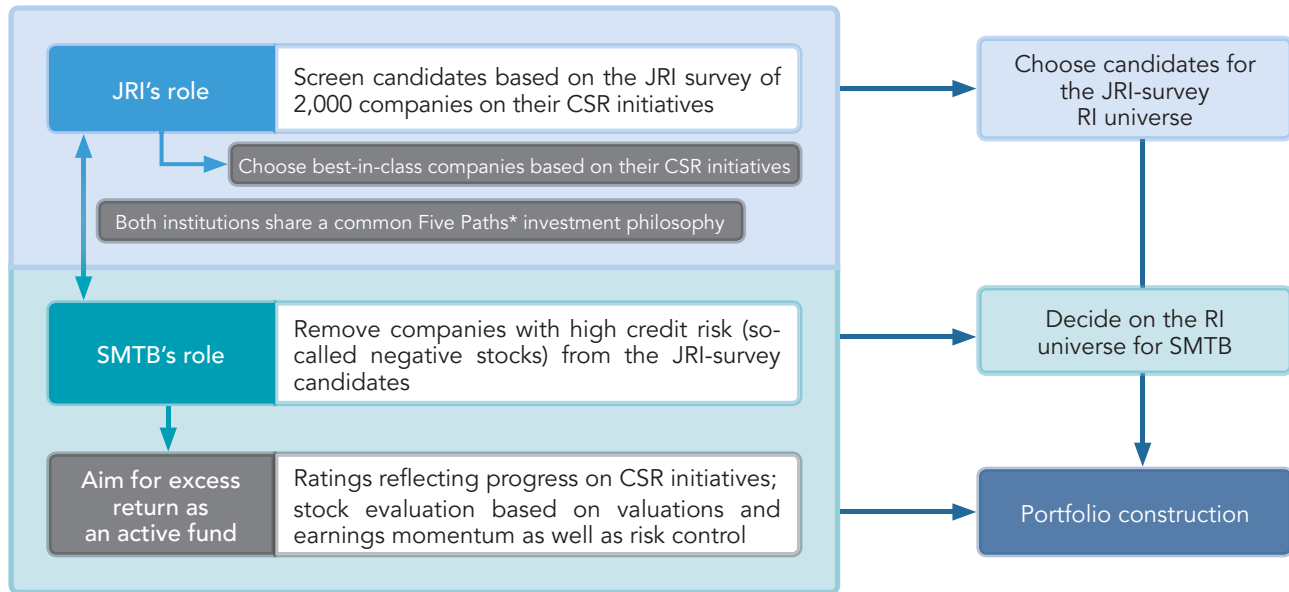 JRI's role
Screen candidates based on the JRI survey of
2,000 companies on their CSR initiatives
Choose candidates for
the JRI-survey
RI universe
Choose best-in-class companies based on their CSR initiatives
Both institutions share a common Five Paths* investment philosophy
SMTB's role
Remove companies with high credit risk (so-
called negative stocks) from the JRI-survey
candidates
Decide on the RI
universe for SMTB
Aim for excess
return as
an active fund
Ratings reflecting progress on CSR initiatives;
stock evaluation based on valuations and
earnings momentum as well as risk control
Portfolio construction